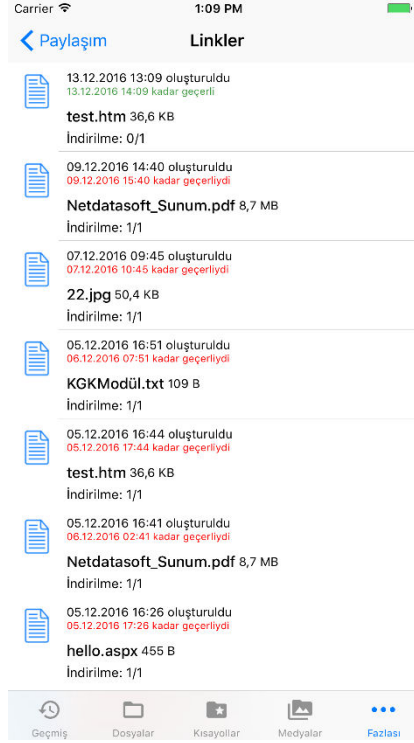 Carrier 1:09 PM
Paylaşım Linkler
13.12.2016 13:09 oluşturuldu
13.12.2016 14:09 kadar geçerli
test.htm 36,6 KB
İndirilme: 0/1
09.12.2016 14:40 oluşturuldu
09.12.2016 15:40 kadar geçerliydi
Netdatasoft_Sunum.pdf 8,7 MB
İndirilme: 1/1
07.12.2016 09:45 oluşturuldu
07.12.2016 10:45 kadar geçerliydi
22.jpg 50,4 KB
İndirilme: 1/1
05.12.2016 16:51 oluşturuldu
06.12.2016 07:51 kadar geçerliydi
KGKModül.txt 109 B
İndirilme: 1/1
05.12.2016 16:44 oluşturuldu
05.12.2016 17:44 kadar geçerliydi
test.htm 36,6 KB
İndirilme: 1/1
05.12.2016 16:41 oluşturuldu
06.12.2016 02:41 kadar geçerliydi
Netdatasoft_Sunum.pdf 8,7 MB
İndirilme: 1/1
05.12.2016 16:26 oluşturuldu
05.12.2016 17:26 kadar geçerliydi
hello.aspx 455 B
İndirilme: 1/1
Geçmiş Dosyalar Kısayollar Medyalar Fazlası